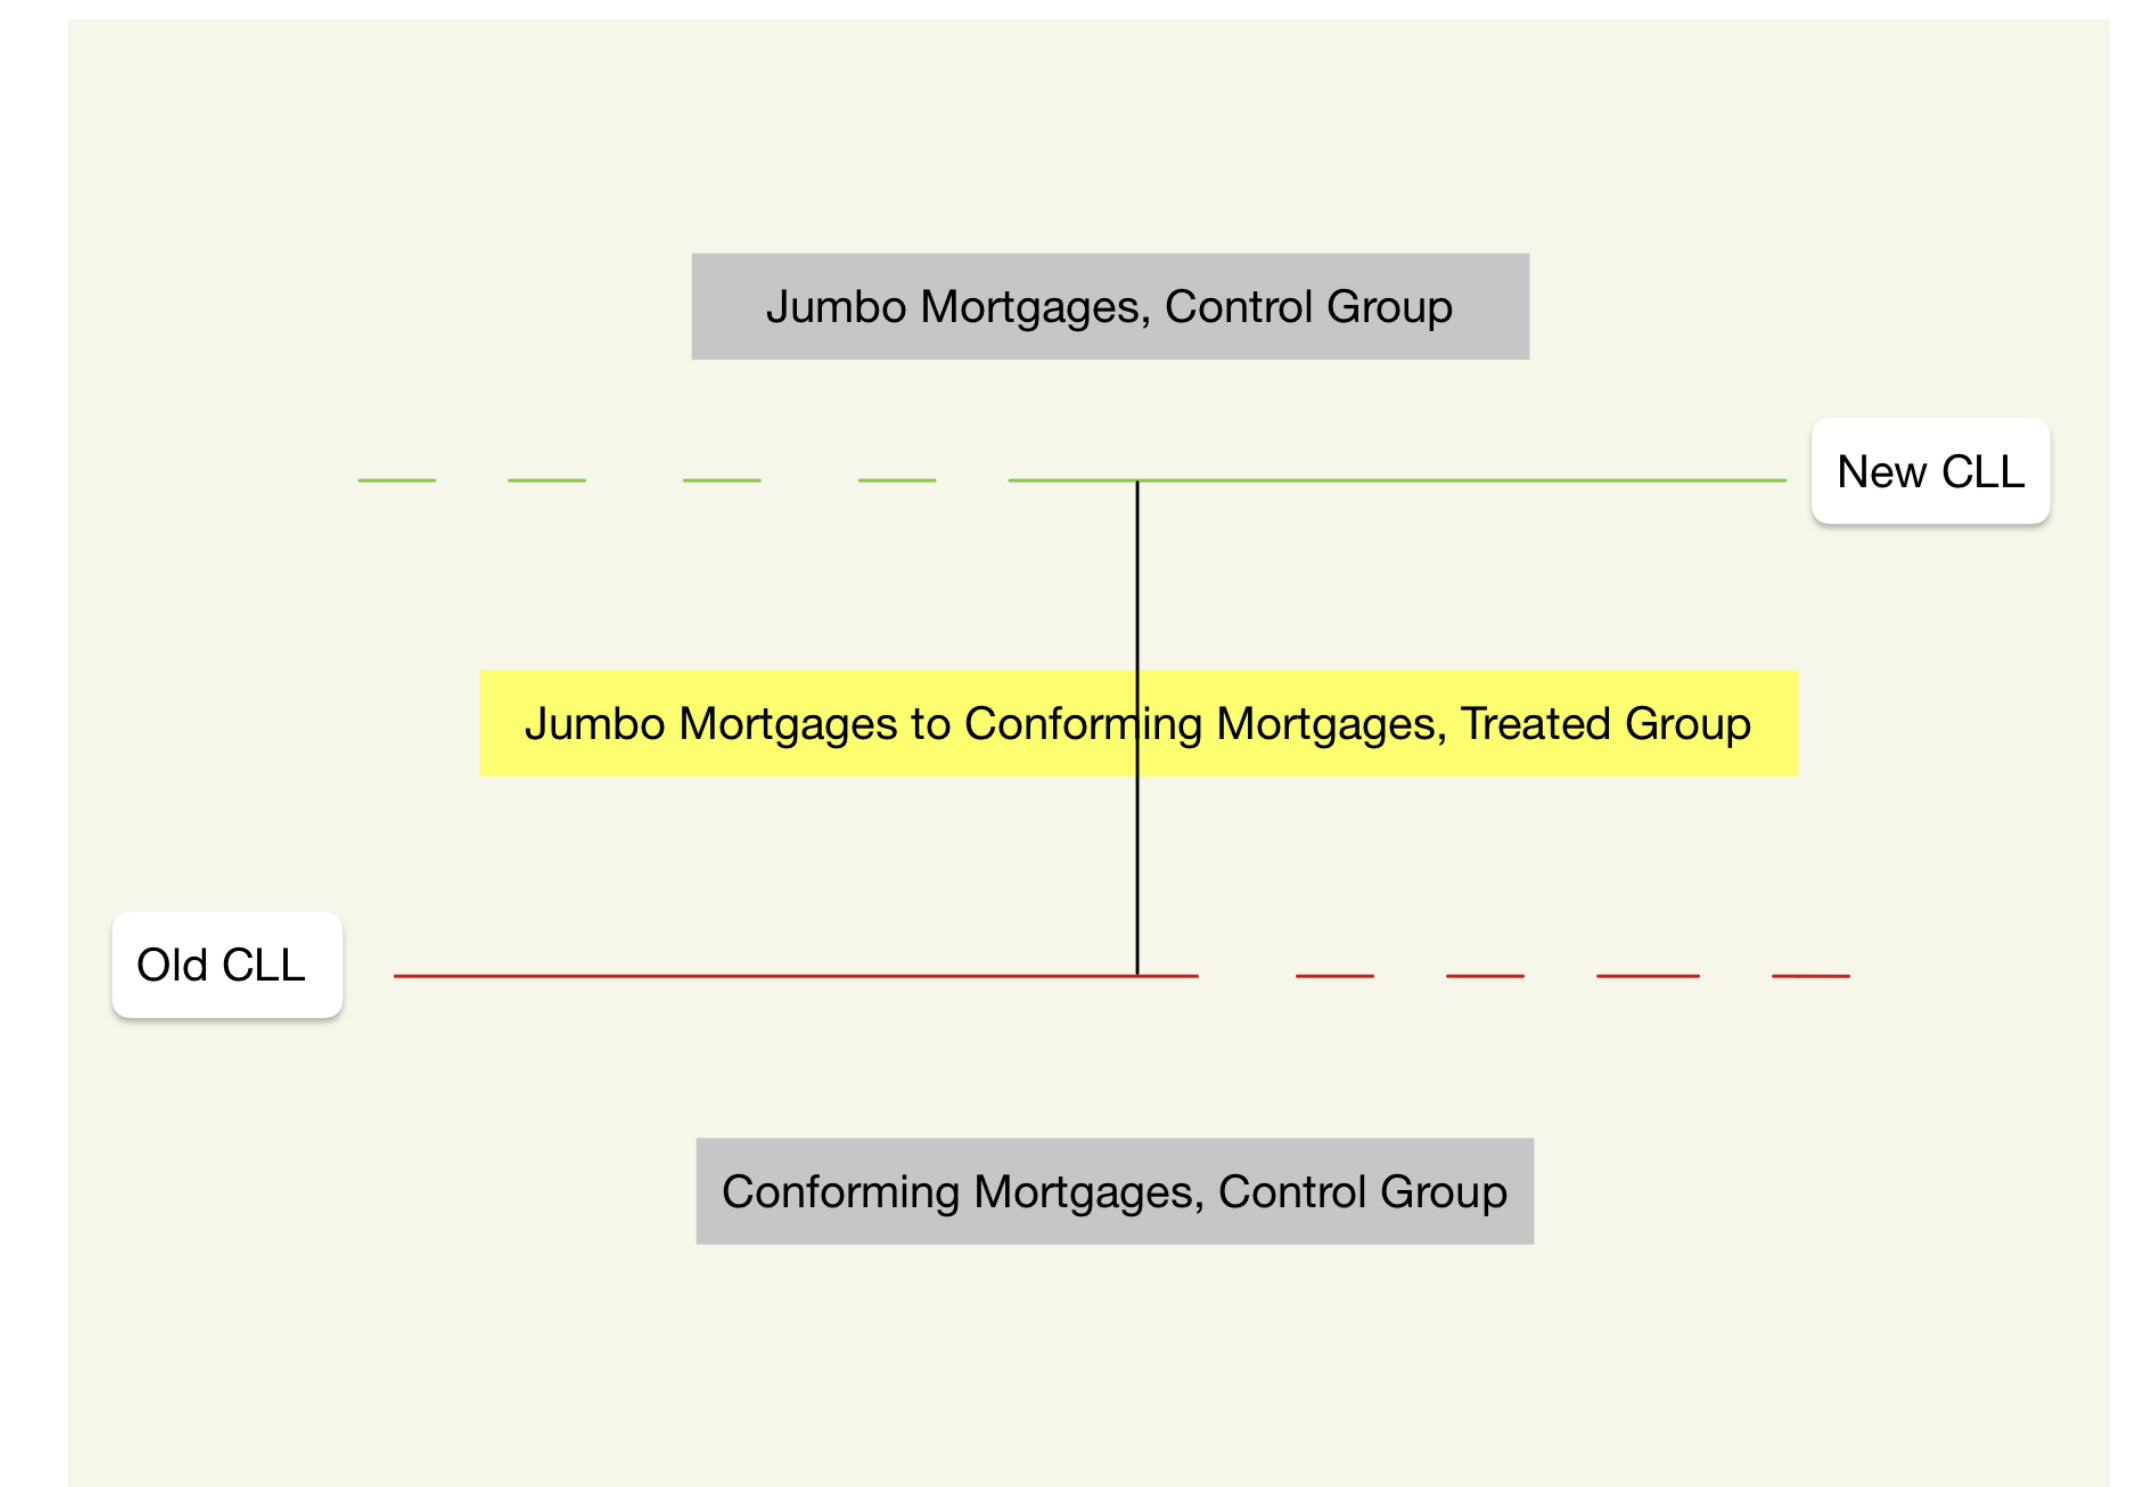 Jumbo Mortgages, Control Group
New CLL
Jumbo Mortgages to Conforming Mortgages, Treated Group
Old CLL
Conforming Mortgages, Control Group